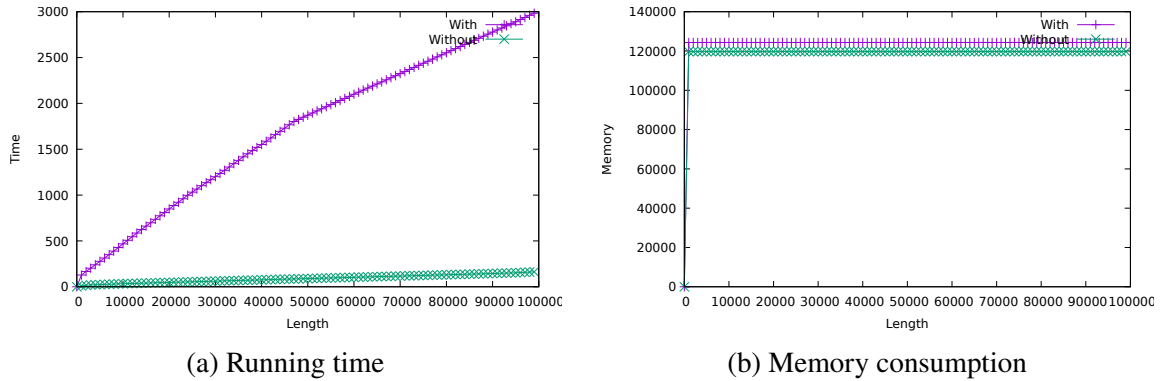 3000
2500
2000
1500
1000
500
0
Time
With
Without
0 10000 20000 30000 40000 50000 60000 70000 80000 90000 100000
Length
(a) Running time
140000
120000
100000
80000
60000
40000
20000
0
Memory
With
Without
0 10000 20000 30000 40000 50000 60000 70000 80000 90000 100000
Length
(b) Memory consumption